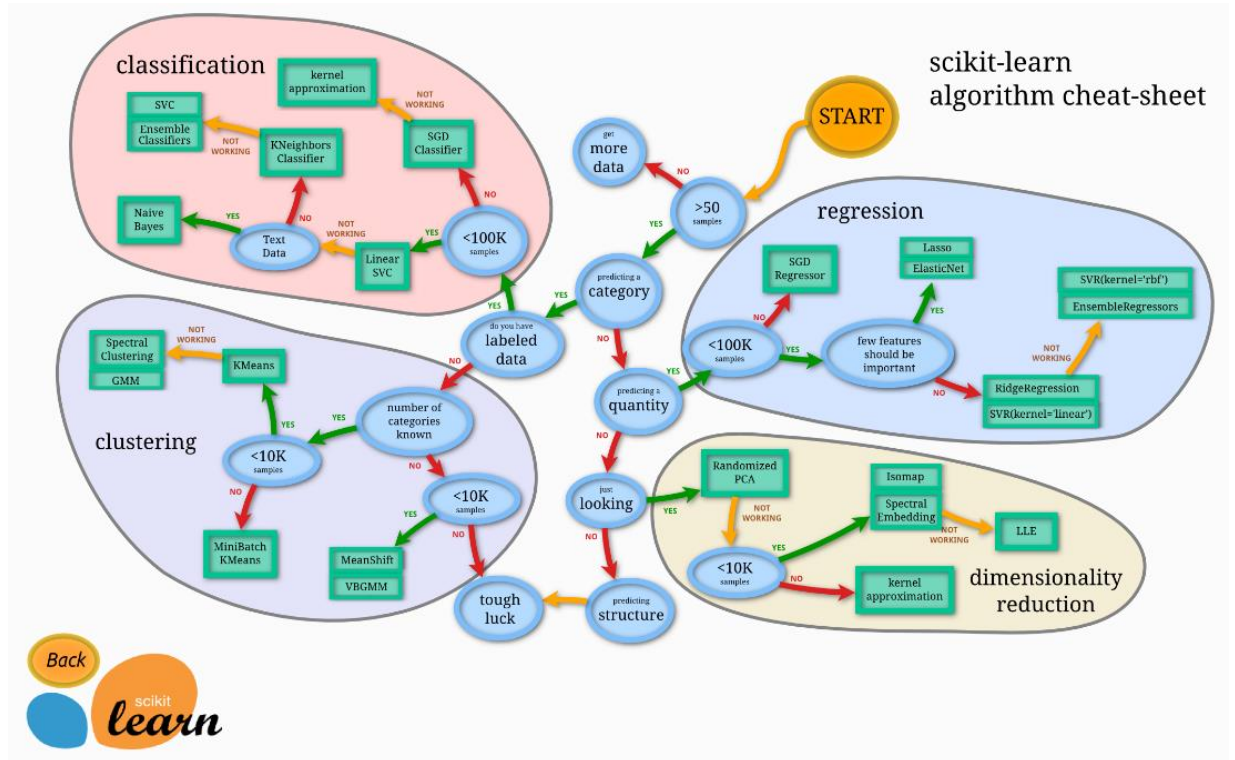 scikit-learn
algorithm cheat-sheet
START
>50
samples
NO
get
more
data
YES
predicting a
category
YES
NO
do you have
labeled
data
YES
NO
classification
<100K
samples
NO
SGD
Classifier
NOT
WORKING
kernel
approximation
YES
Linear
SVC
NOT
WORKING
Text
Data
YES
Naive
Bayes
NO
KNeighbors
Classifier
NOT
WORKING
SVC
Ensemble
Classifiers
clustering
number of
categories
known
YES
<10K
samples
YES
KMeans
NOT
WORKING
Spectral
Clustering
GMM
NO
MiniBatch
KMeans
NO
<10K
samples
YES
MeanShift
VBGMM
NO
tough
luck
predicting a
quantity
YES
NO
regression
<100K
samples
NO
SGD
Regressor
YES
few features
should be
important
YES
Lasso
ElasticNet
NO
RidgeRegression
SVR(kernel='linear')
NOT
WORKING
SVR(kernel='rbf')
EnsembleRegressors
just
looking
YES
NO
predicting
structure
dimensionality
reduction
Randomized
PCA
NOT
WORKING
<10K
samples
YES
Isomap
Spectral
Embedding
NOT
WORKING
LLE
NO
kernel
approximation
Back
scikit
learn